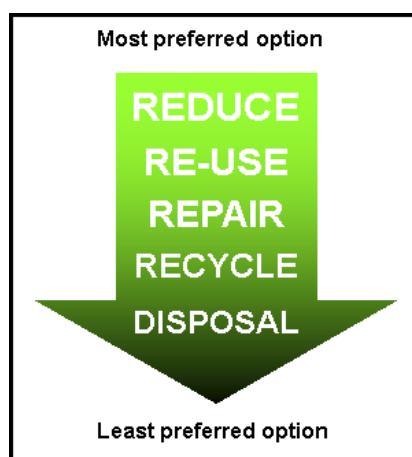 Most preferred option
REDUCE
RE-USE
REPAIR
RECYCLE
DISPOSAL
Least preferred option